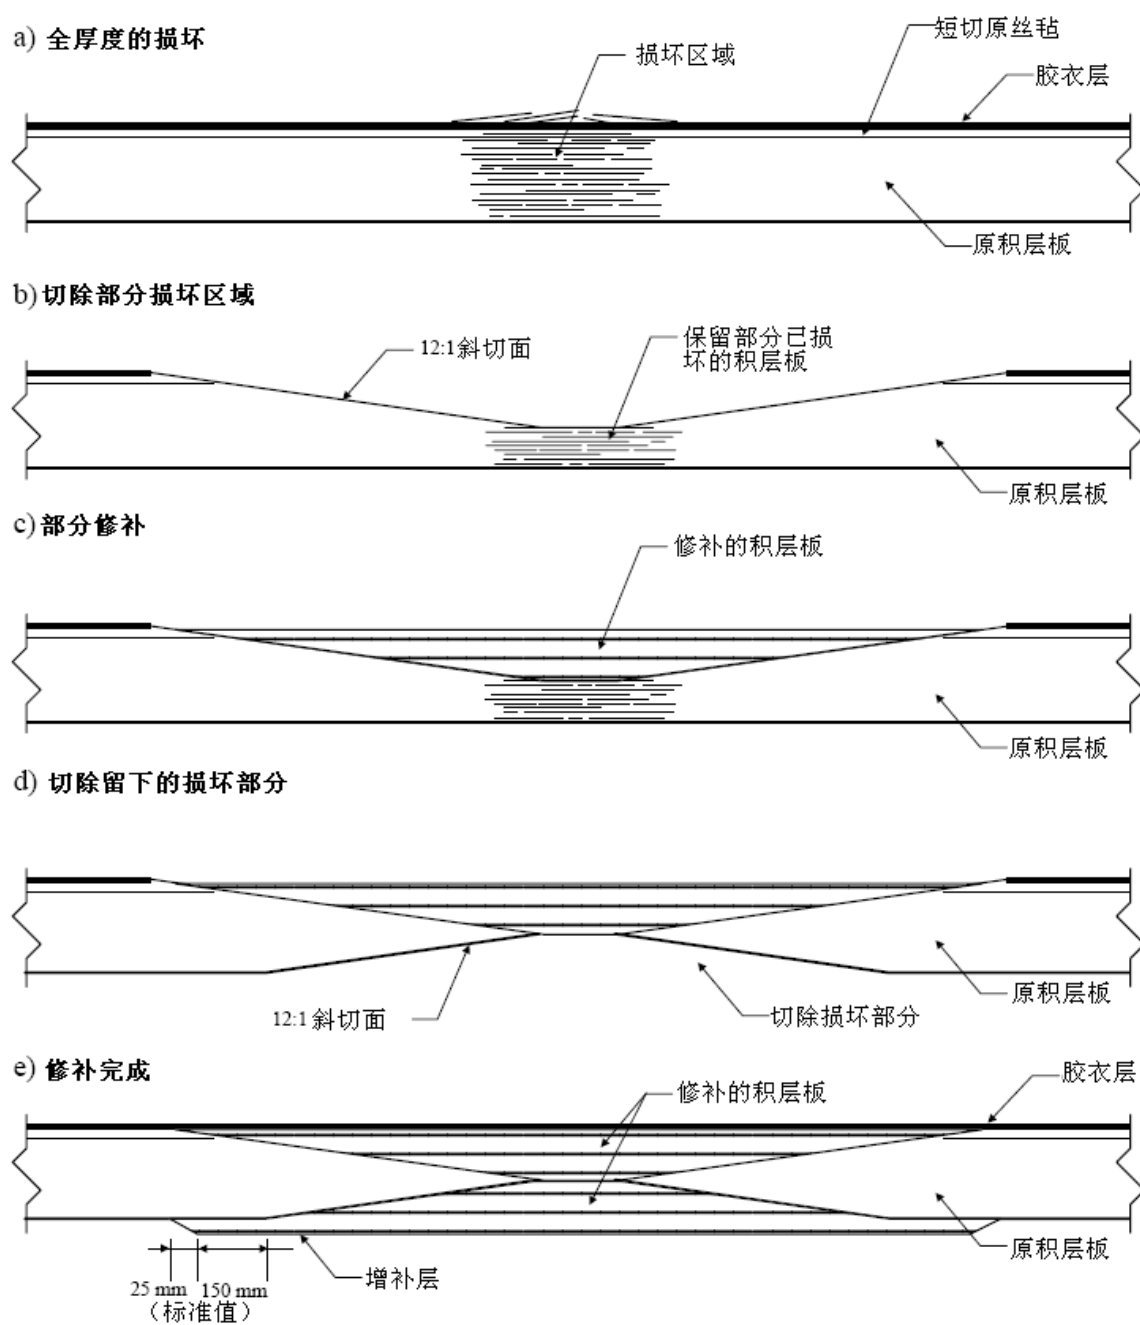 a) 全厚度的损坏
短切原丝毡
损坏区域
胶衣层
原积层板
b) 切除部分损坏区域
12:1斜切面
保留部分已损
坏的积层板
原积层板
c) 部分修补
修补的积层板
原积层板
d) 切除留下的损坏部分
12:1斜切面
切除损坏部分
原积层板
e) 修补完成
修补的积层板
胶衣层
原积层板
增补层
25 mm
150 mm
（标准值）